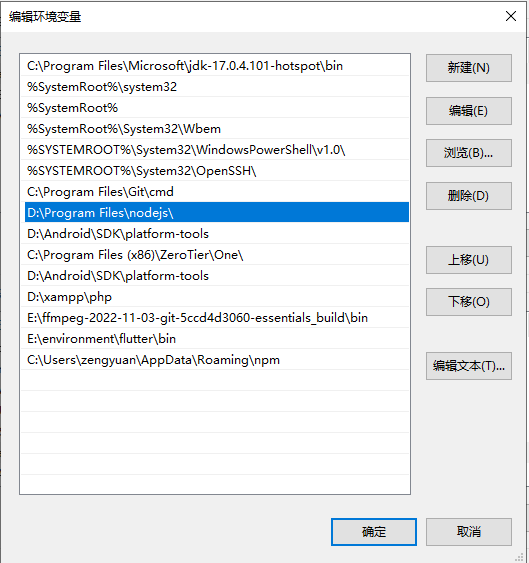 编辑环境变量
C:\Program Files\Microsoft\jdk-17.0.4.101-hotspot\bin
新建(N)
%SystemRoot%\system32
%SystemRoot%
编辑(E)
%SystemRoot%\System32\Wbem
%SYSTEMROOT%\System32\WindowsPowerShell\v1.0\
浏览(B)...
%SYSTEMROOT%\System32\OpenSSH\
C:\Program Files\Git\cmd
删除(D)
D:\Program Files\nodejs\
D:\Android\SDK\platform-tools
C:\Program Files (x86)\ZeroTier\One\
上移(U)
D:\Android\SDK\platform-tools
D:\xampp\php
下移(O)
E:\ffmpeg-2022-11-03-git-5ccd4d3060-essentials_build\bin
E:\environment\flutter\bin
C:\Users\zengyuan\AppData\Roaming\npm
编辑文本(T)...
确定
取消